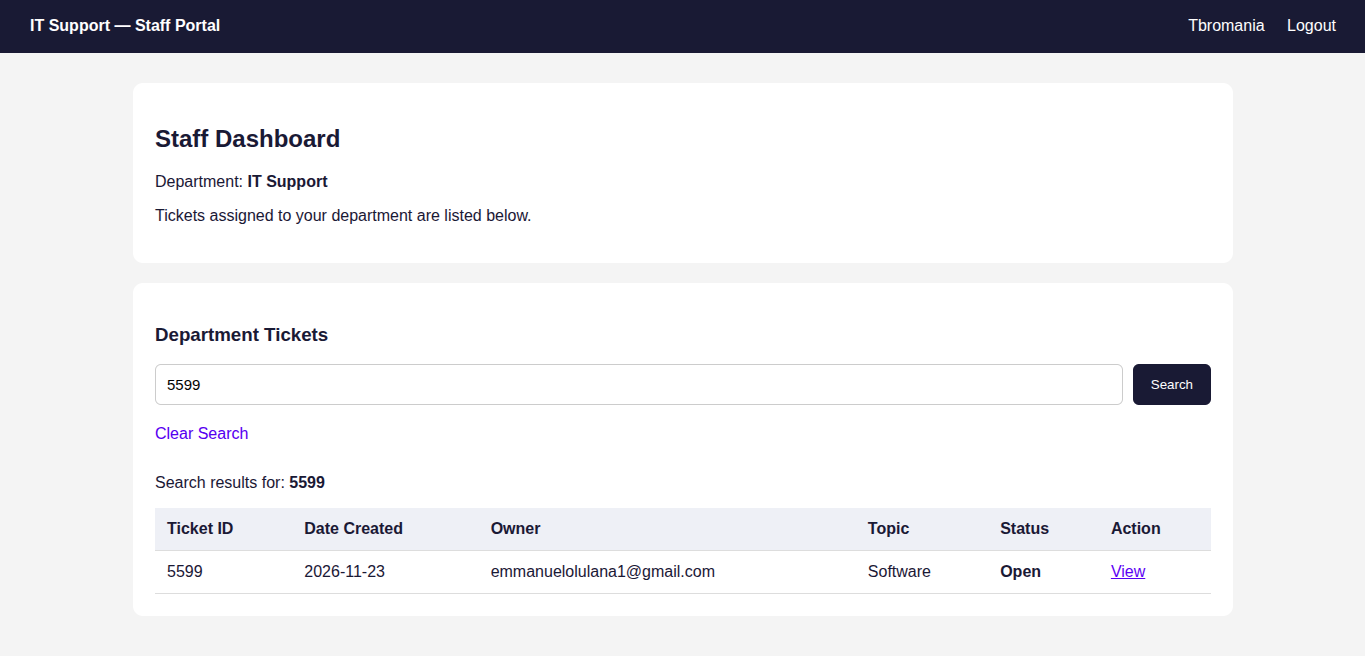 IT Support — Staff Portal Tbromania Logout
Staff Dashboard
Department: IT Support
Tickets assigned to your department are listed below.
Department Tickets
5599 Search
Clear Search
Search results for: 5599
Ticket ID Date Created Owner Topic Status Action
5599 2026-11-23 emmanuelolulana1@gmail.com Software Open View